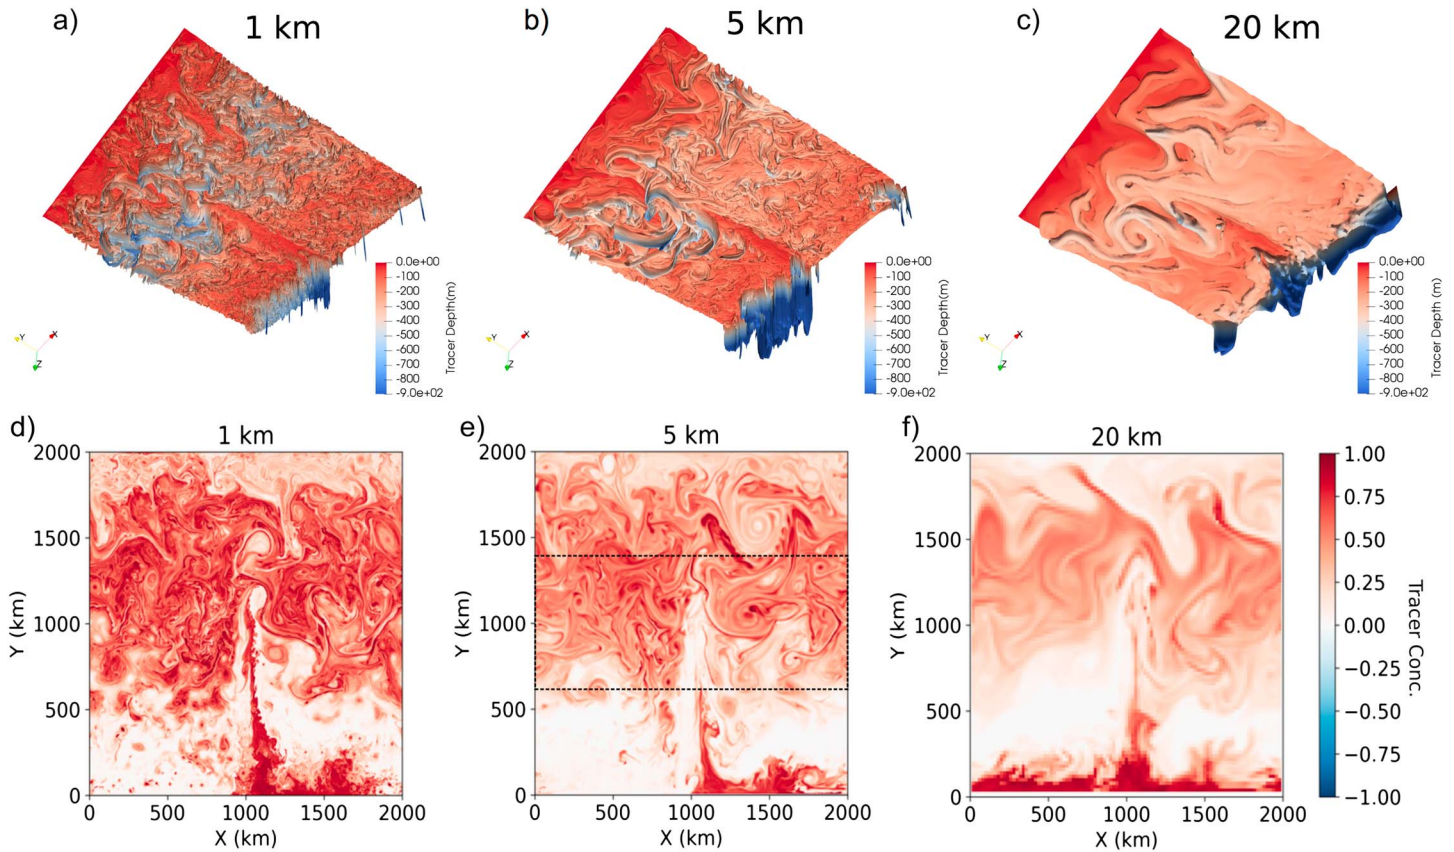 a) 1 km
b) 5 km
c) 20 km
0.0e+00
-100
-200
-300
-400
-500
-600
-700
-800
-9.0e+02
Tracer Depth(m)
Y X
Z
0.0e+00
-100
-200
-300
-400
-500
-600
-700
-800
-9.0e+02
Tracer Depth(m)
Y X
Z
0.0e+00
-100
-200
-300
-400
-500
-600
-700
-800
-9.0e+02
Tracer Depth (m)
Y X
Z
d) 1 km
2000
1500
1000
500
0
Y (km)
0 500 1000 1500 2000
X (km)
e) 5 km
2000
1500
1000
500
0
Y (km)
0 500 1000 1500 2000
X (km)
f) 20 km
2000
1500
1000
500
0
Y (km)
0 500 1000 1500 2000
X (km)
1.00
0.75
0.50
0.25
0.00
−0.25
−0.50
−0.75
−1.00
Tracer Conc.